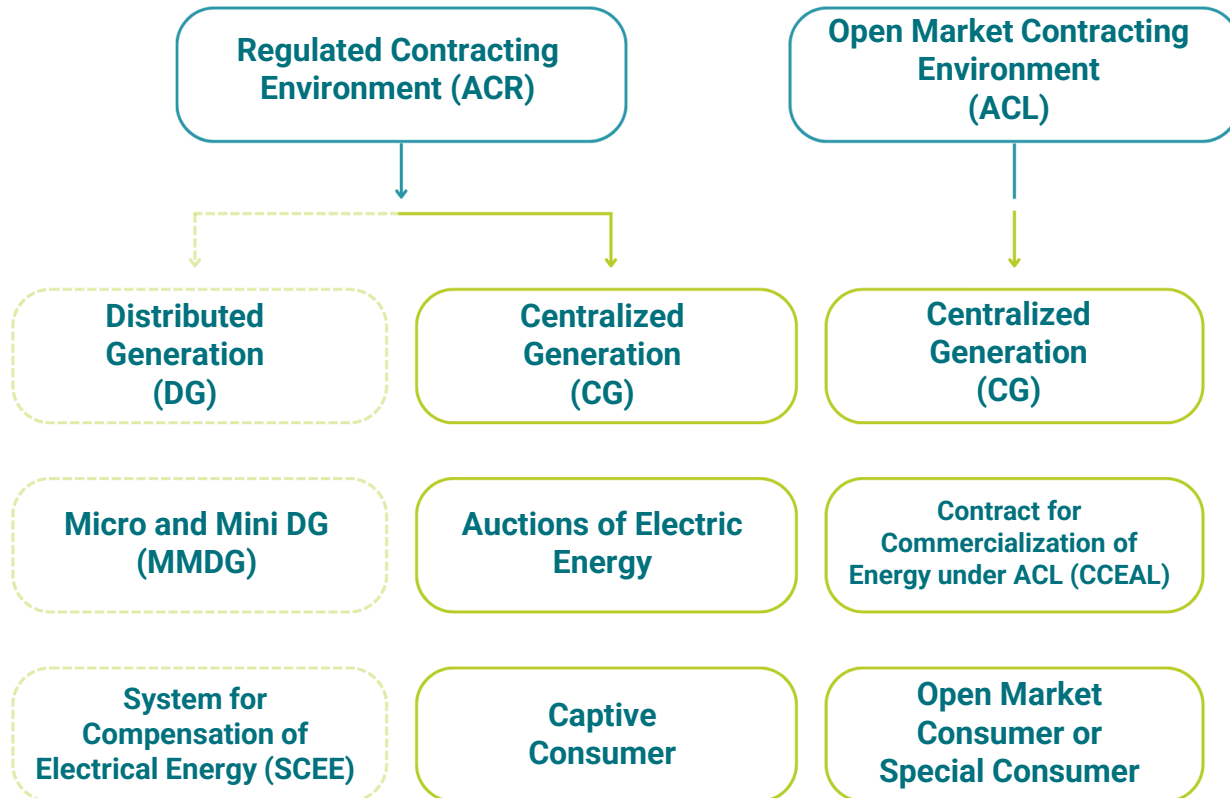 Regulated Contracting
Environment (ACR)
Open Market Contracting
Environment
(ACL)
Distributed
Generation
(DG)
Centralized
Generation
(CG)
Centralized
Generation
(CG)
Micro and Mini DG
(MMDG)
Auctions of Electric
Energy
Contract for
Commercialization of
Energy under ACL (CCEAL)
System for
Compensation of
Electrical Energy (SCEE)
Captive
Consumer
Open Market
Consumer or
Special Consumer